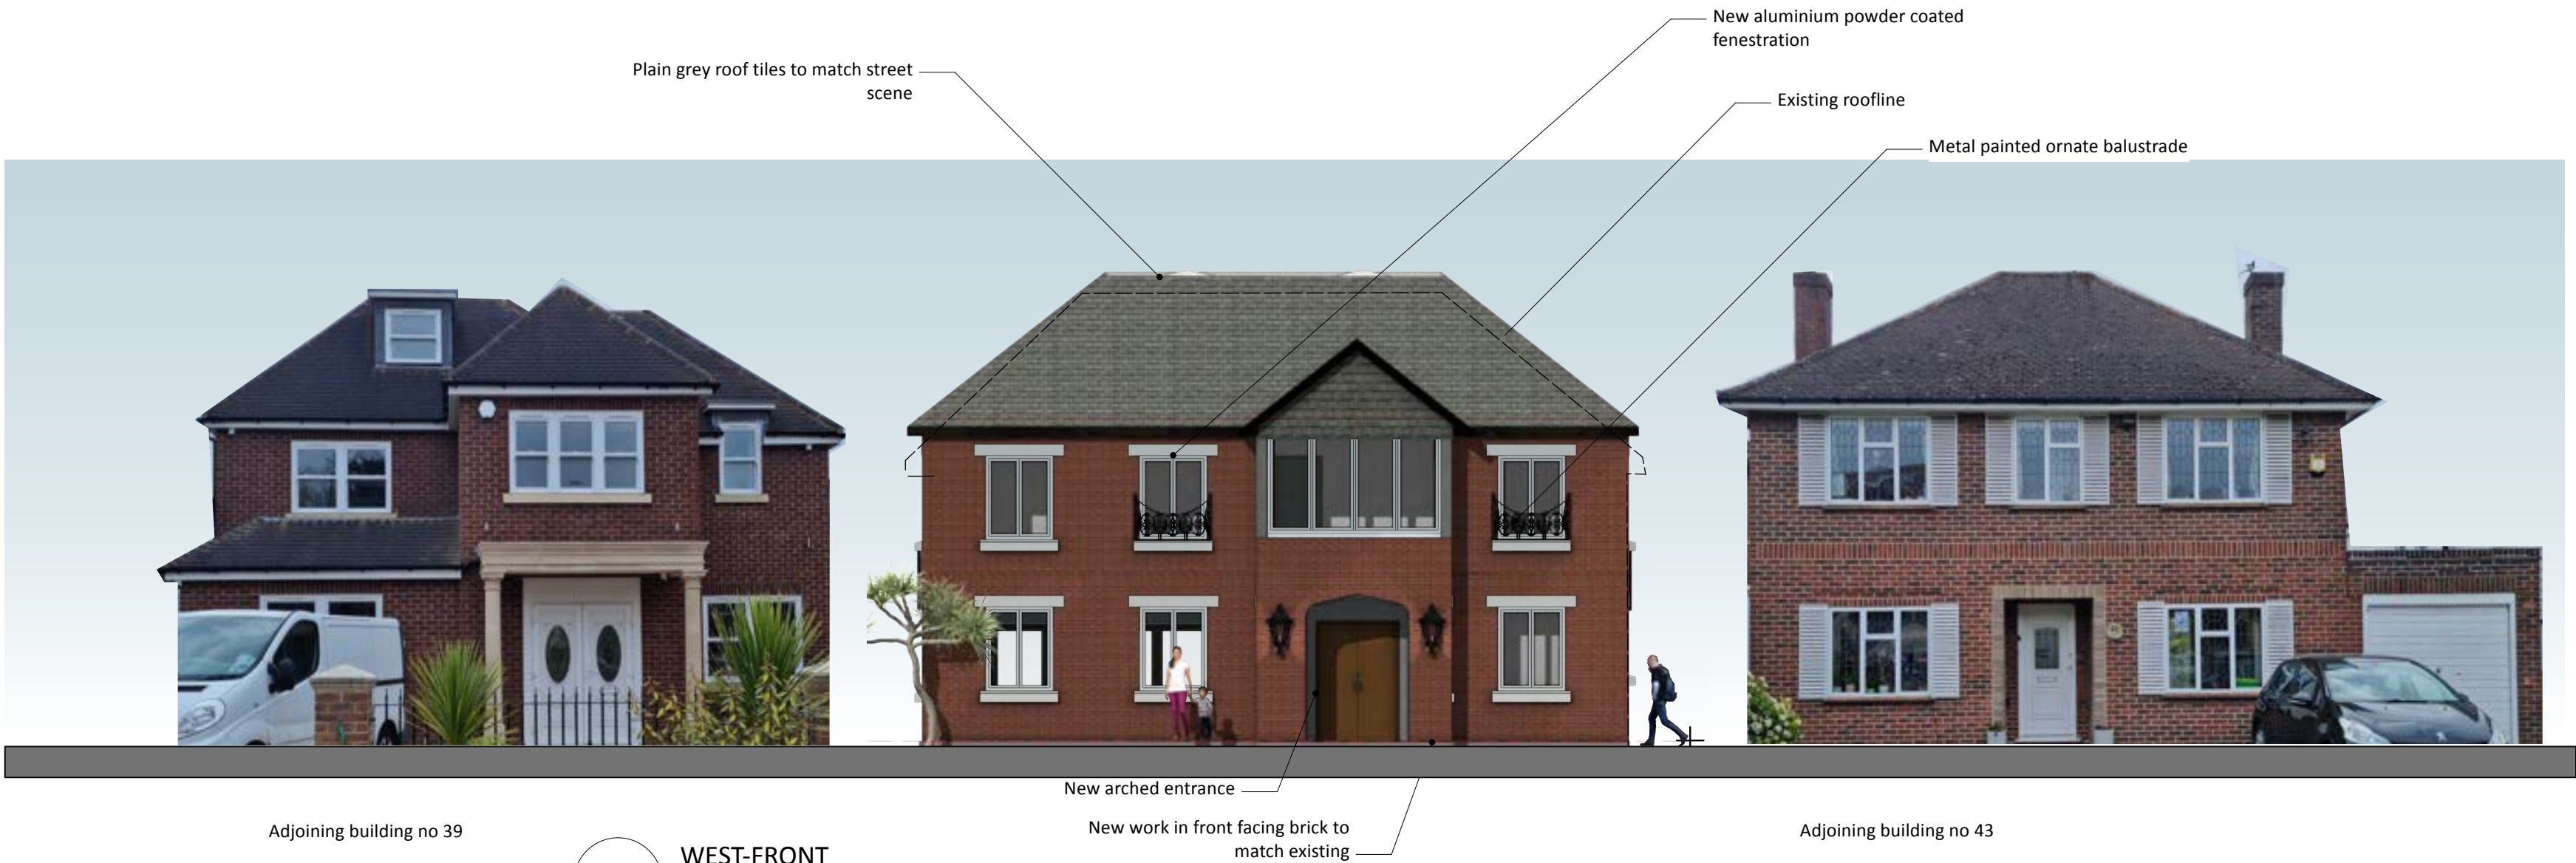 New aluminium powder coated
fenestration
Plain grey roof tiles to match street
scene
Existing roofline
Metal painted ornate balustrade
New arched entrance
New work in front facing brick to
match existing
Adjoining building no 39
Adjoining building no 43
WEST-FRONT